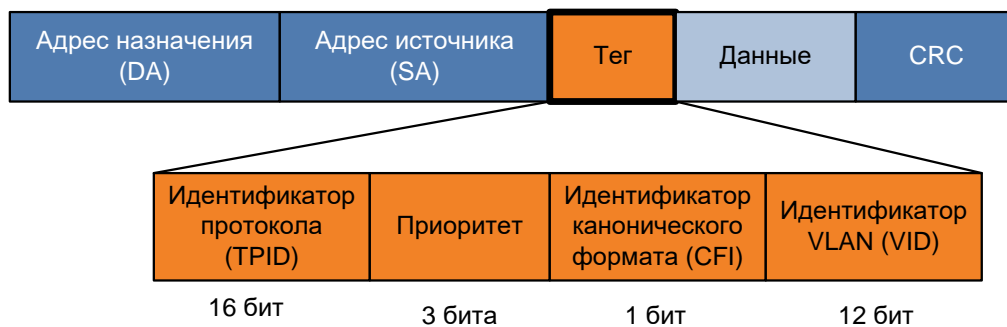 Адрес назначения
(DA)
Адрес источника
(SA)
Тег
Данные
CRC
Идентификатор
протокола
(TPID)
Приоритет
Идентификатор
канонического
формата (CFI)
Идентификатор
VLAN (VID)
16 бит
3 бита
1 бит
12 бит